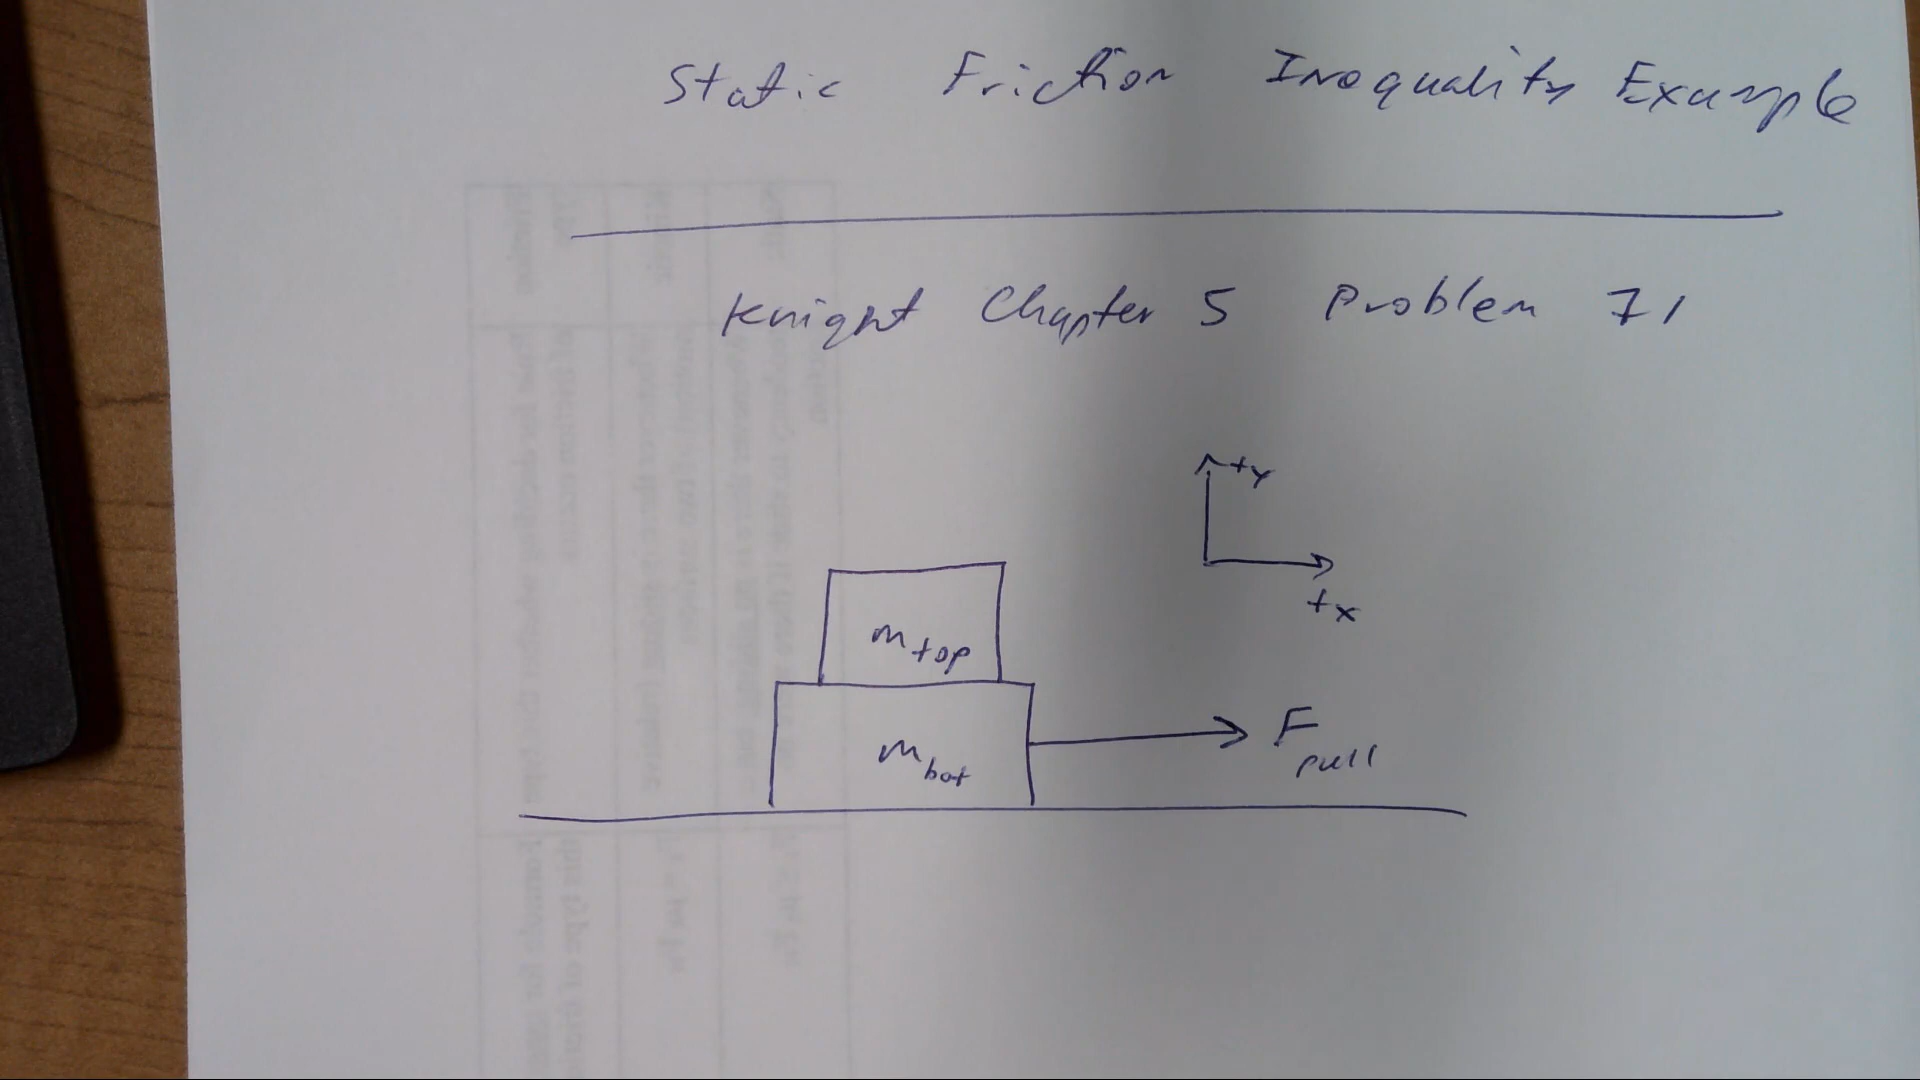 Static Friction Inequality Example
Knight Chapter 5 Problem 71
+y
+x
m top
m bot
F pull